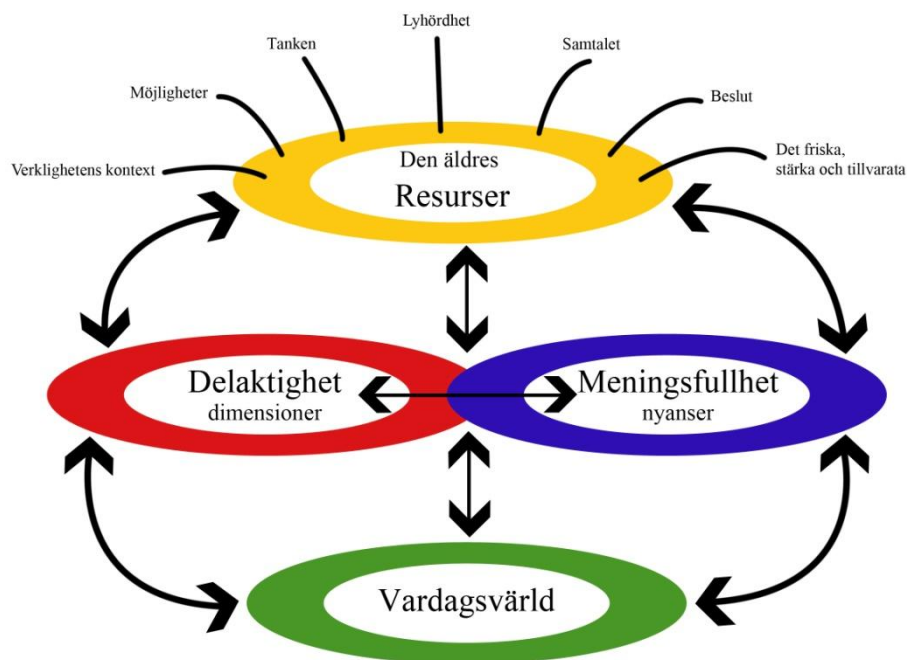 Lyhördhet
Tanken
Samtalet
Möjligheter
Beslut
Verklighetens kontext
Det friska,
stärka och tillvarata
Den äldres
Resurser
Delaktighet
dimensioner
Meningsfullhet
nyanser
Vardagsvärld